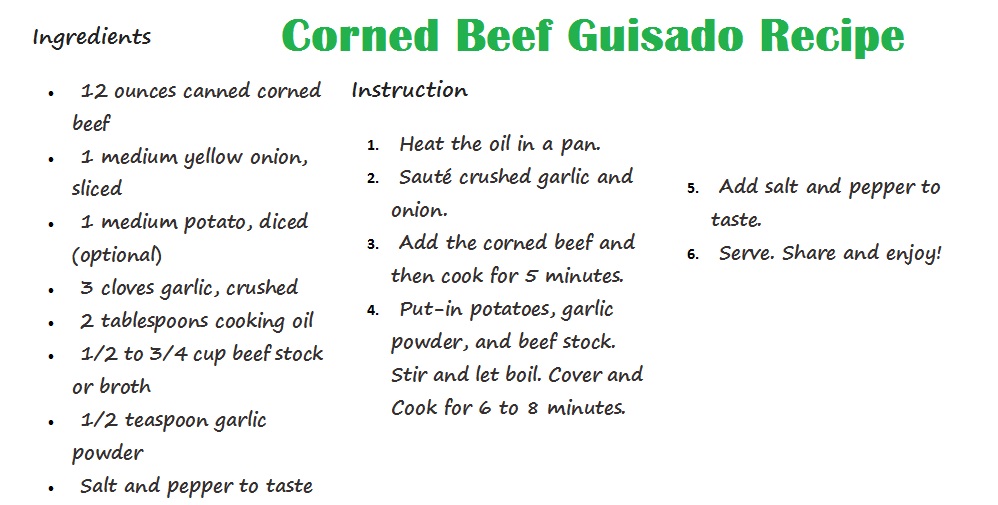 Corned Beef Guisado Recipe
Ingredients
• 12 ounces canned corned
beef
• 1 medium yellow onion,
sliced
• 1 medium potato, diced
(optional)
• 3 cloves garlic, crushed
• 2 tablespoons cooking oil
• 1/2 to 3/4 cup beef stock
or broth
• 1/2 teaspoon garlic
powder
• Salt and pepper to taste
Instruction
1. Heat the oil in a pan.
2. Sauté crushed garlic and
onion.
3. Add the corned beef and
then cook for 5 minutes.
4. Put-in potatoes, garlic
powder, and beef stock.
Stir and let boil. Cover and
Cook for 6 to 8 minutes.
5. Add salt and pepper to
taste.
6. Serve. Share and enjoy!